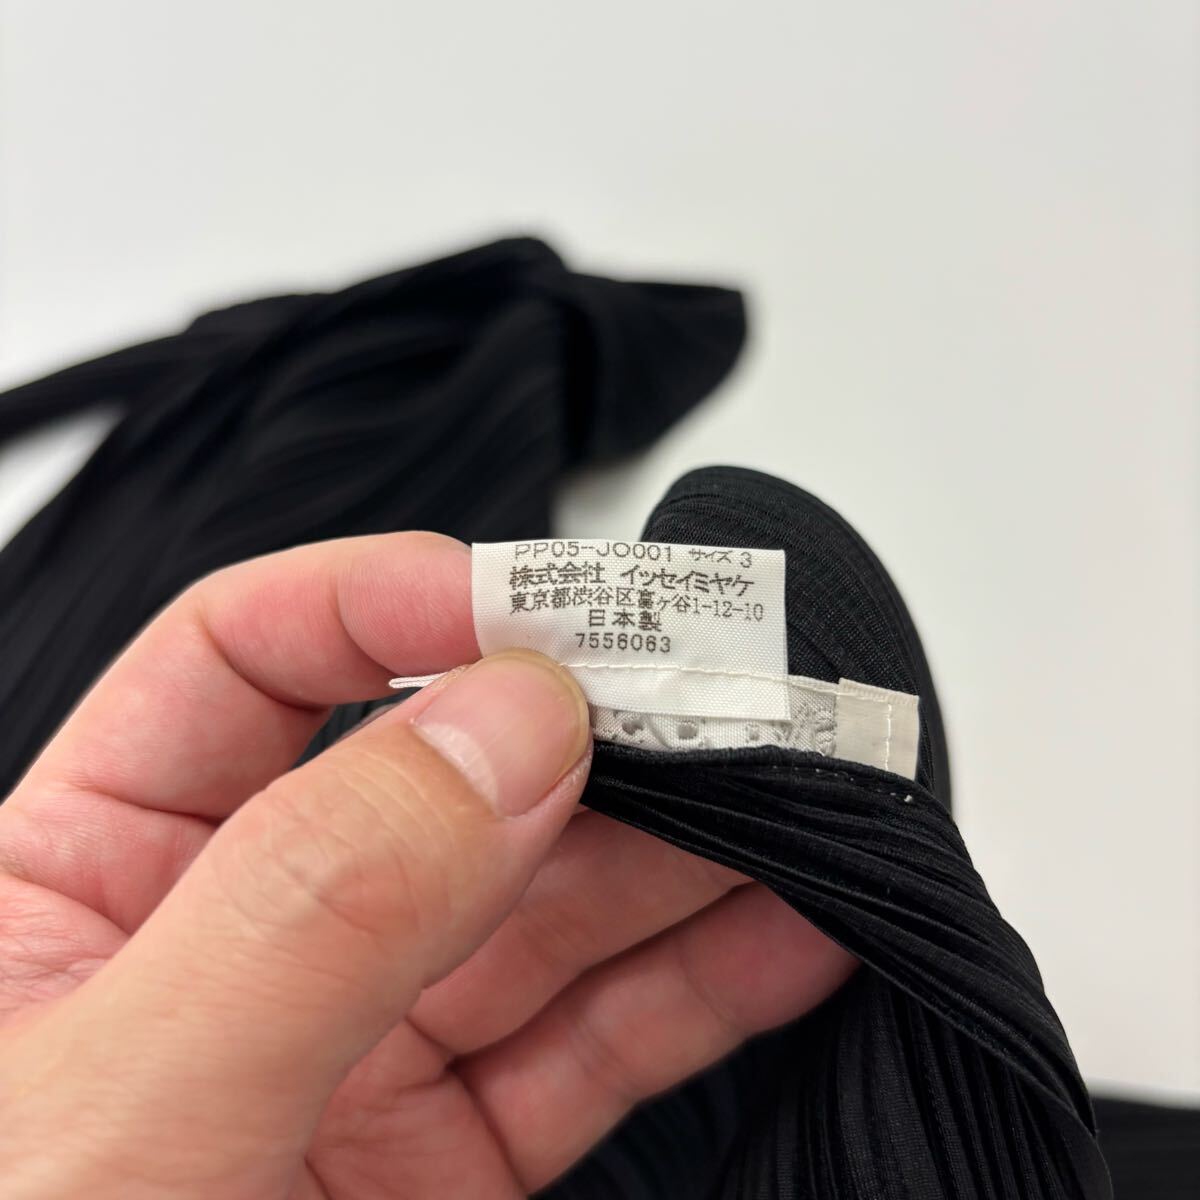 PP05-JO001 サイズ 3
株式会社 イッセイミヤケ
東京都渋谷区富ヶ谷1-12-10
日本製
7556063